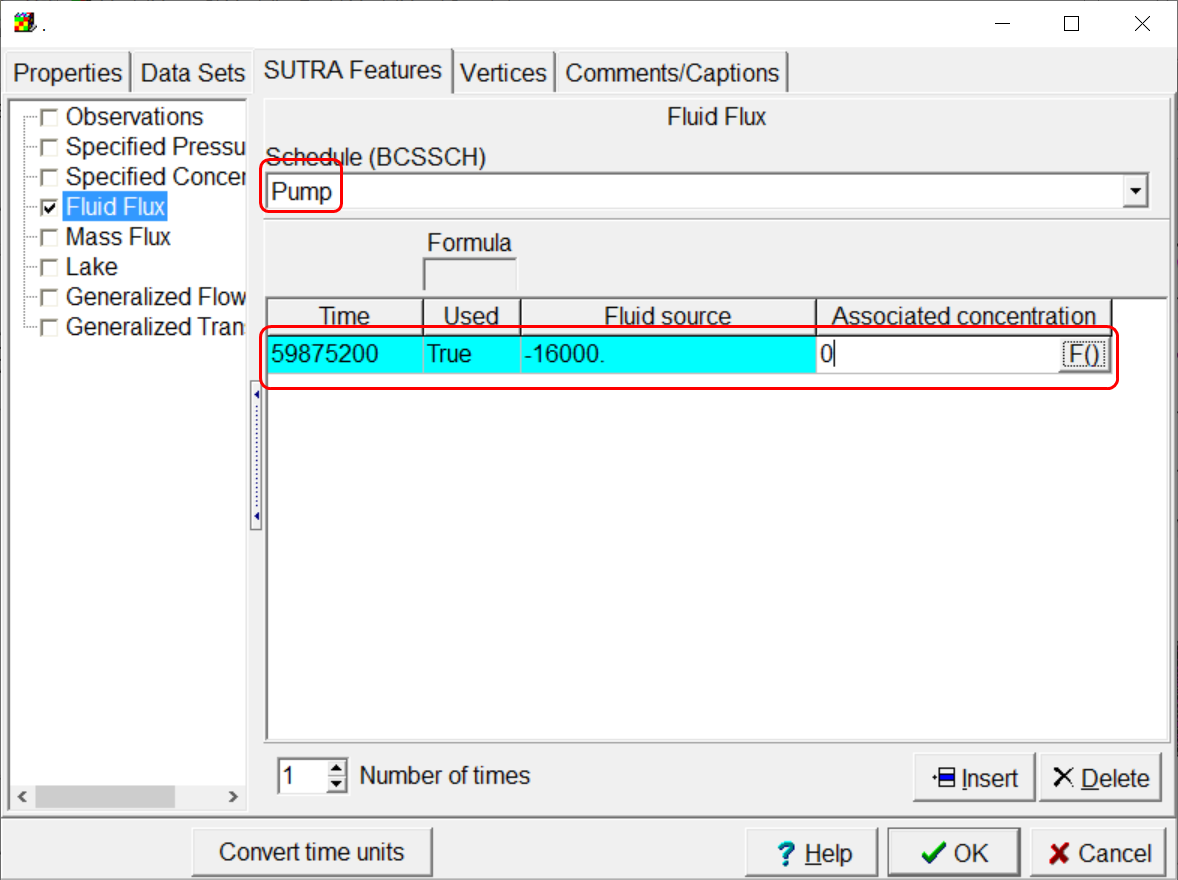 .
Properties
Data Sets
SUTRA Features
Vertices
Comments/Captions
Observations
Specified Pressu
Specified Concer
Fluid Flux
Mass Flux
Lake
Generalized Flow
Generalized Tran
Fluid Flux
Schedule (BCSSCH)
Pump
Formula
Time Used Fluid source Associated concentration
59875200 True -16000. 0 F()
1 Number of times
Insert
Delete
Convert time units
? Help
OK
Cancel